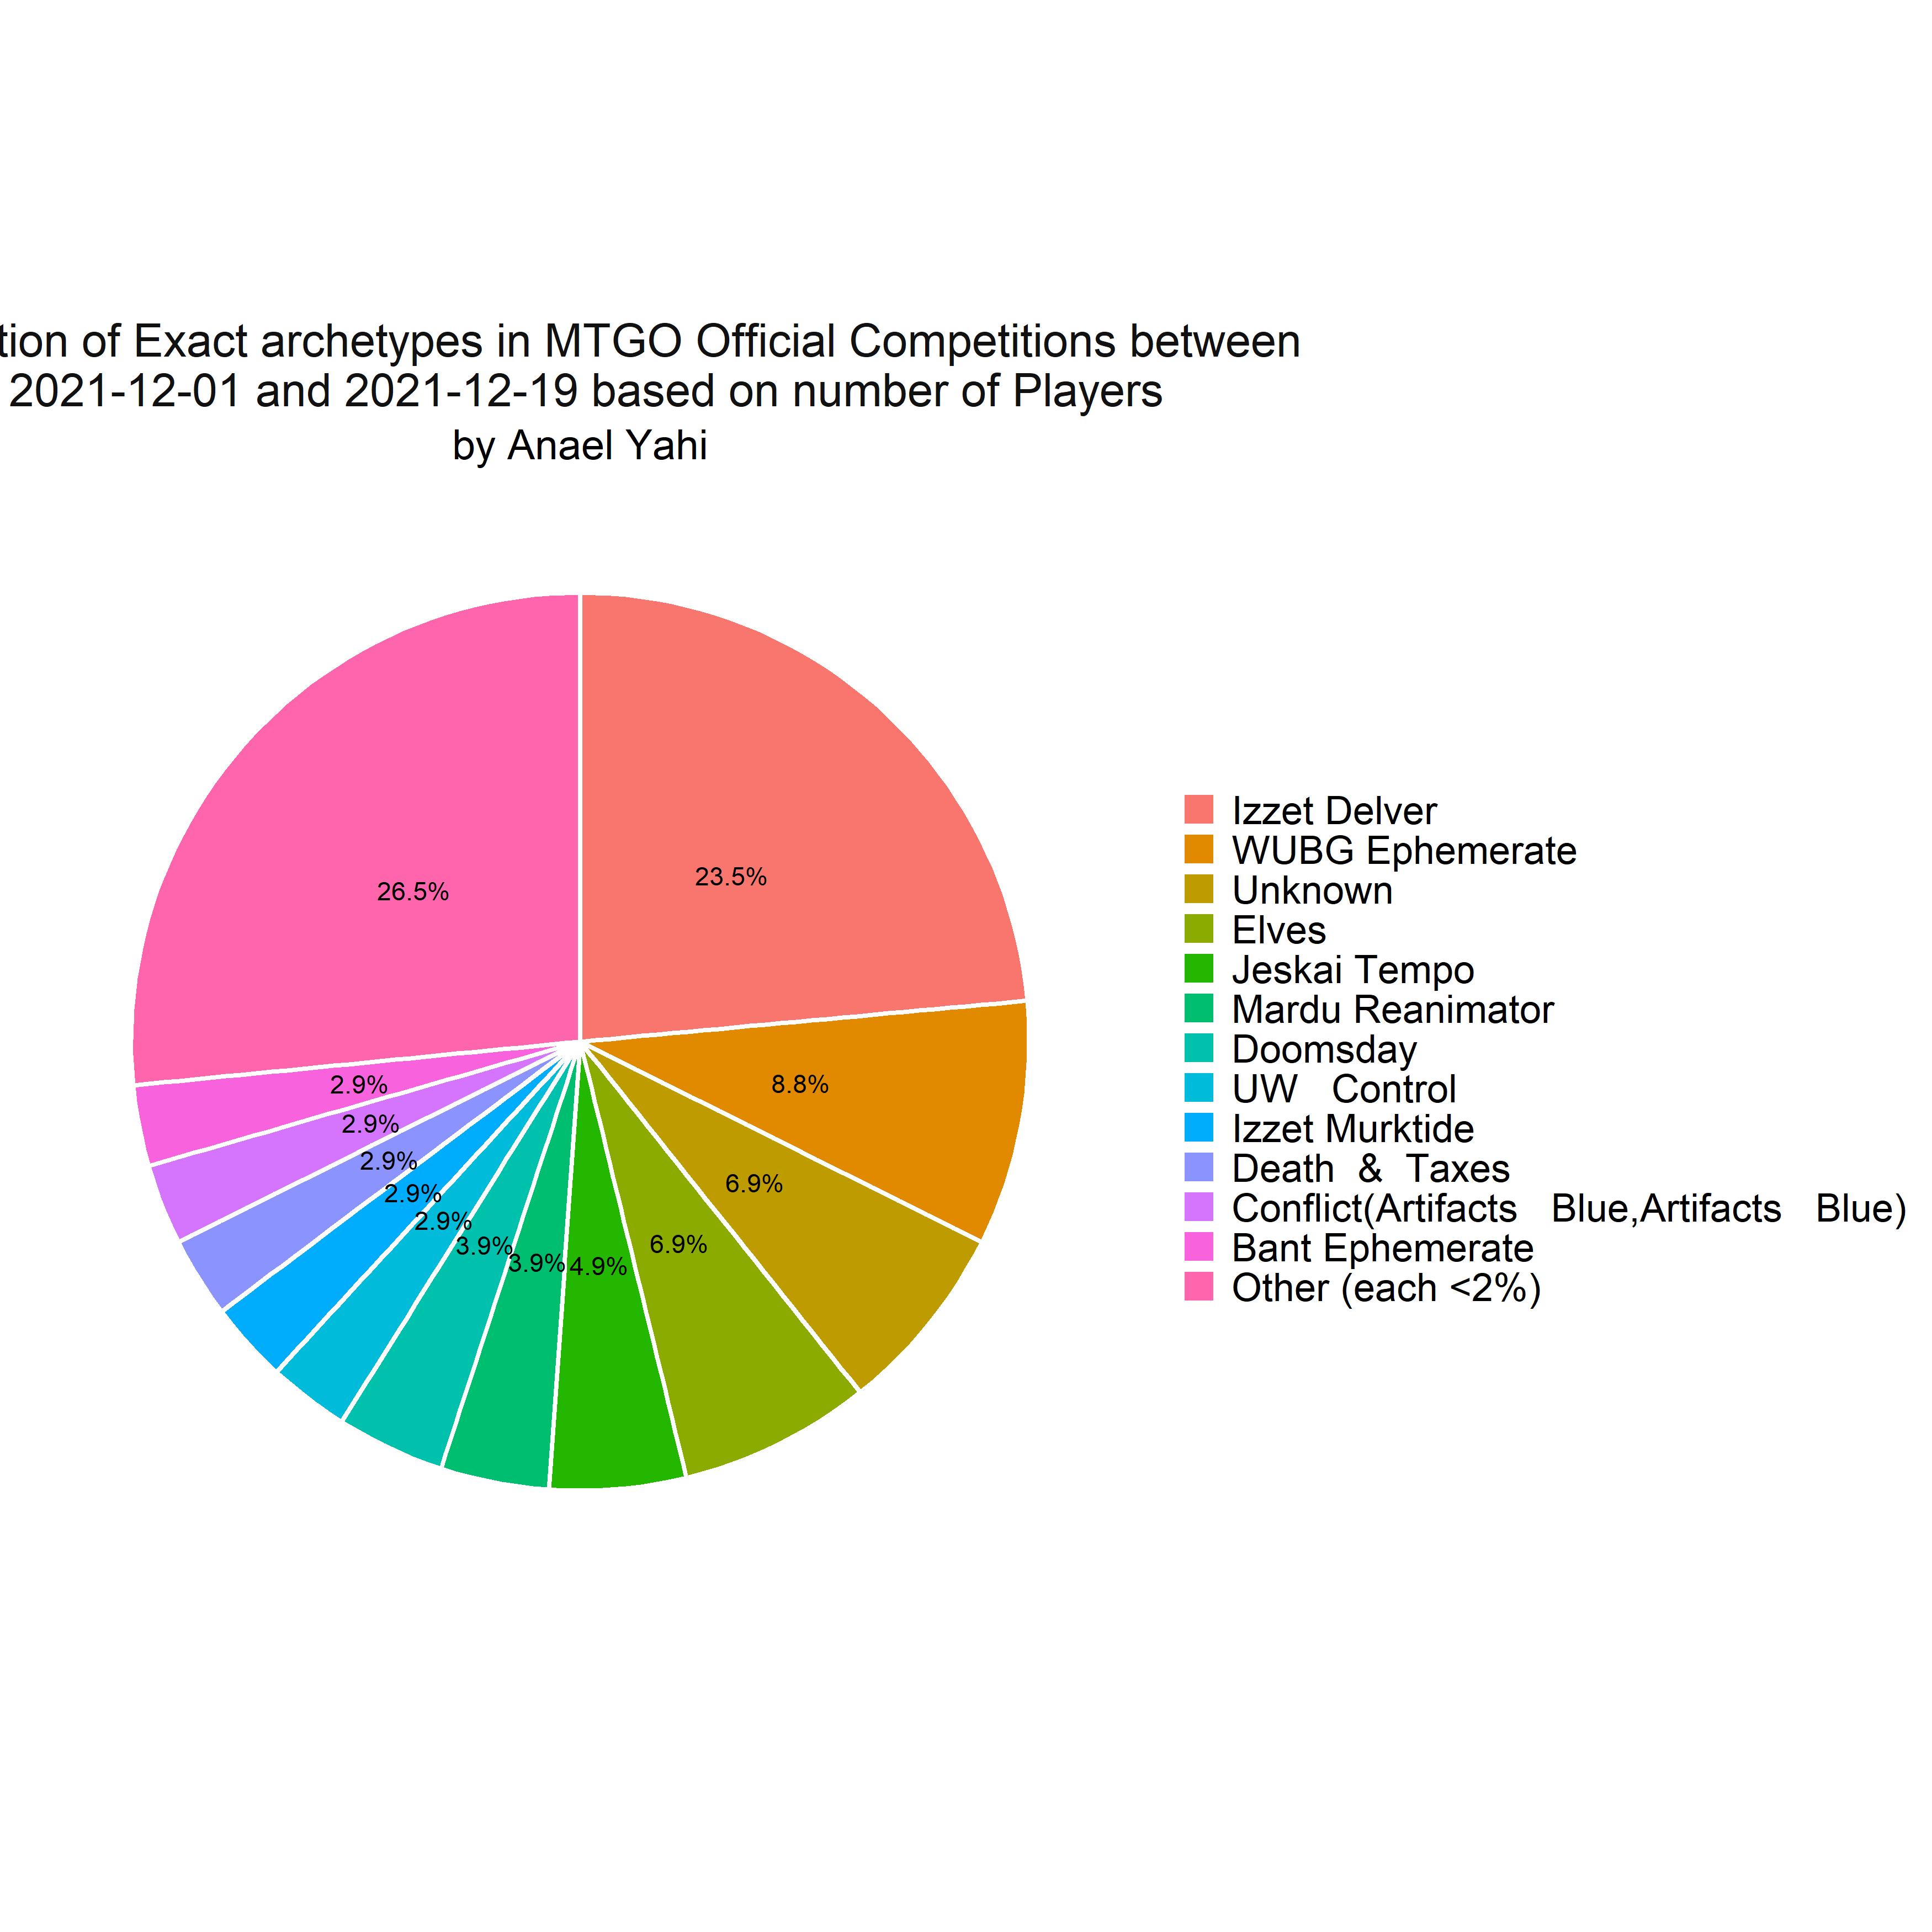 tion of Exact archetypes in MTGO Official Competitions between
2021-12-01 and 2021-12-19 based on number of Players
by Anael Yahi
23.5%
26.5%
8.8%
2.9%
2.9%
2.9%
6.9%
2.9%
2.9%
6.9%
3.9%
3.9%
4.9%
Izzet Delver
WUBG Ephemerate
Unknown
Elves
Jeskai Tempo
Mardu Reanimator
Doomsday
UW Control
Izzet Murktide
Death & Taxes
Conflict(Artifacts Blue,Artifacts Blue)
Bant Ephemerate
Other (each <2%)